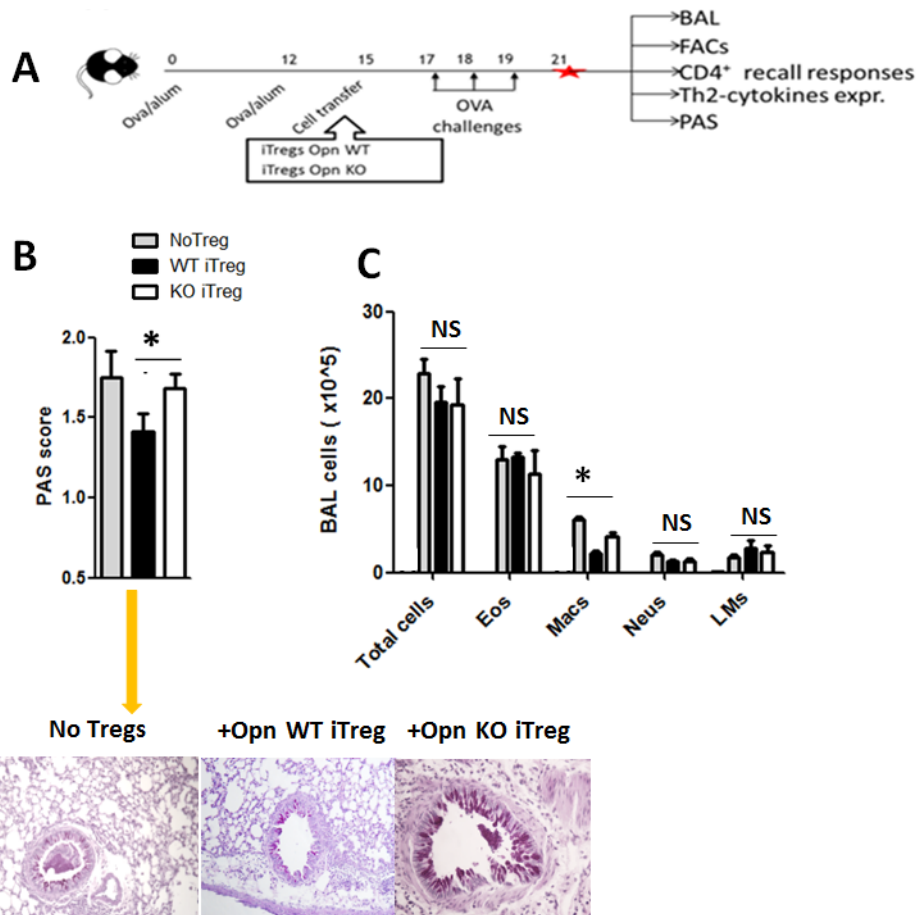 A
0 12 15 17 18 19 21
Ova/alum
Ova/alum
Cell transfer
OVA
challenges
iTregs Opn WT
iTregs Opn KO
BAL
FACs
CD4⁺ recall responses
Th2-cytokines expr.
PAS
B
NoTreg
WT iTreg
KO iTreg
*
PAS score
2.0
1.5
1.0
0.5
C
BAL cells ( x10^5)
30
20
10
0
NS
NS
*
NS
NS
Total cells
Eos
Macs
Neus
LMs
No Tregs
+Opn WT iTreg
+Opn KO iTreg